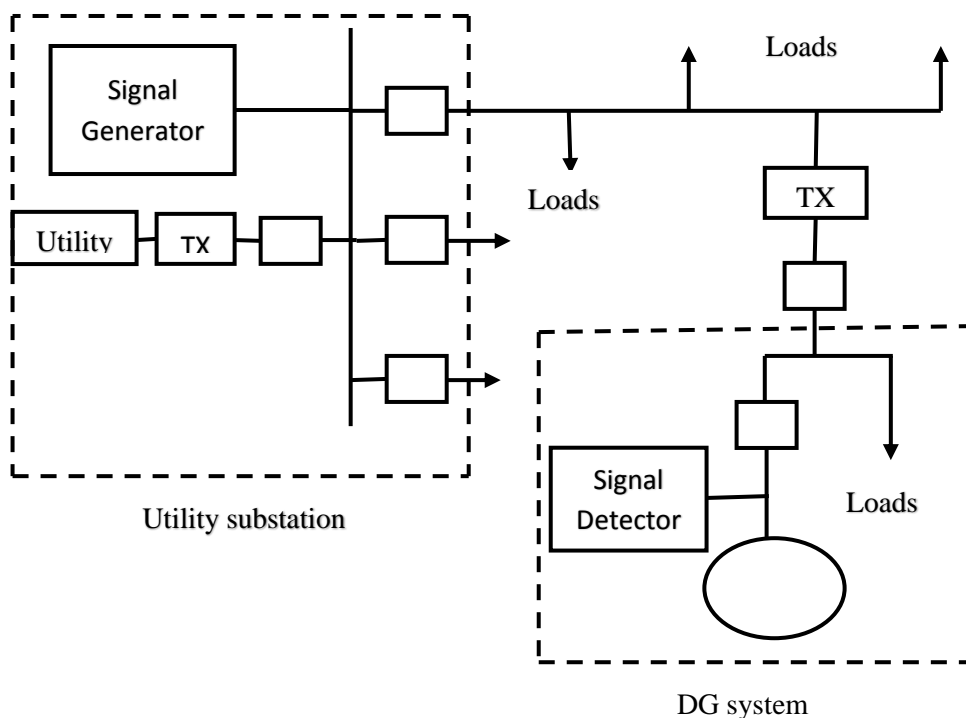 Signal
Generator
Loads
Loads
TX
Utility
TX
Signal
Detector
Loads
Utility substation
DG system